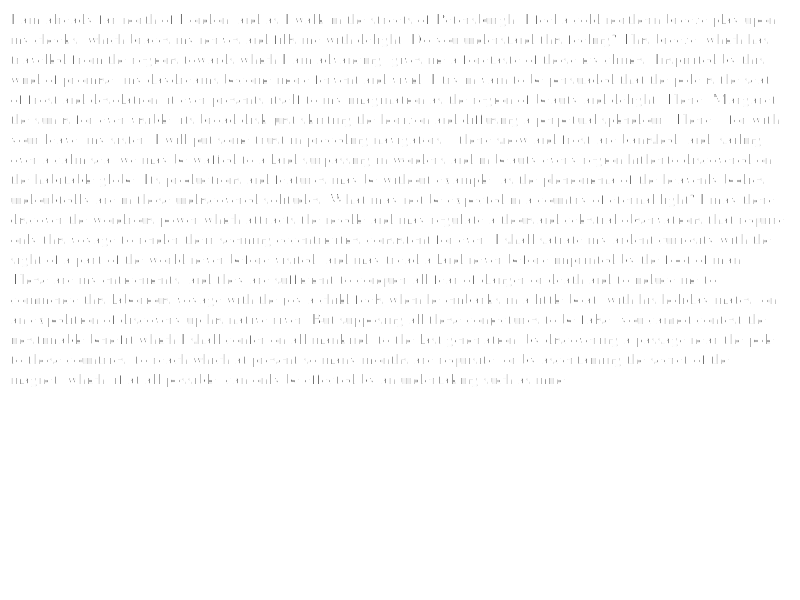 I am already far north of London, and as I walk in the streets of Petersburgh, I feel a cold northern breeze play upon
my cheeks, which braces my nerves and fills me with delight. Do you understand this feeling? This breeze, which has
travelled from the regions towards which I am advancing, gives me a foretaste of those icy climes. Inspirited by this
wind of promise, my daydreams become more fervent and vivid. I try in vain to be persuaded that the pole is the seat
of frost and desolation; it ever presents itself to my imagination as the region of beauty and delight. There, Margaret,
the sun is for ever visible, its broad disk just skirting the horizon and diffusing a perpetual splendour. There—for with
your leave, my sister, I will put some trust in preceding navigators—there snow and frost are banished; and, sailing
over a calm sea, we may be wafted to a land surpassing in wonders and in beauty every region hitherto discovered on
the habitable globe. Its productions and features may be without example, as the phenomena of the heavenly bodies
undoubtedly are in those undiscovered solitudes. What may not be expected in a country of eternal light? I may there
discover the wondrous power which attracts the needle and may regulate a thousand celestial observations that require
only this voyage to render their seeming eccentricities consistent for ever. I shall satiate my ardent curiosity with the
sight of a part of the world never before visited, and may tread a land never before imprinted by the foot of man.
These are my enticements, and they are sufficient to conquer all fear of danger or death and to induce me to
commence this laborious voyage with the joy a child feels when he embarks in a little boat, with his holiday mates, on
an expedition of discovery up his native river. But supposing all these conjectures to be false, you cannot contest the
inestimable benefit which I shall confer on all mankind, to the last generation, by discovering a passage near the pole
to those countries, to reach which at present so many months are requisite; or by ascertaining the secret of the
magnet, which, if at all possible, can only be effected by an undertaking such as mine.